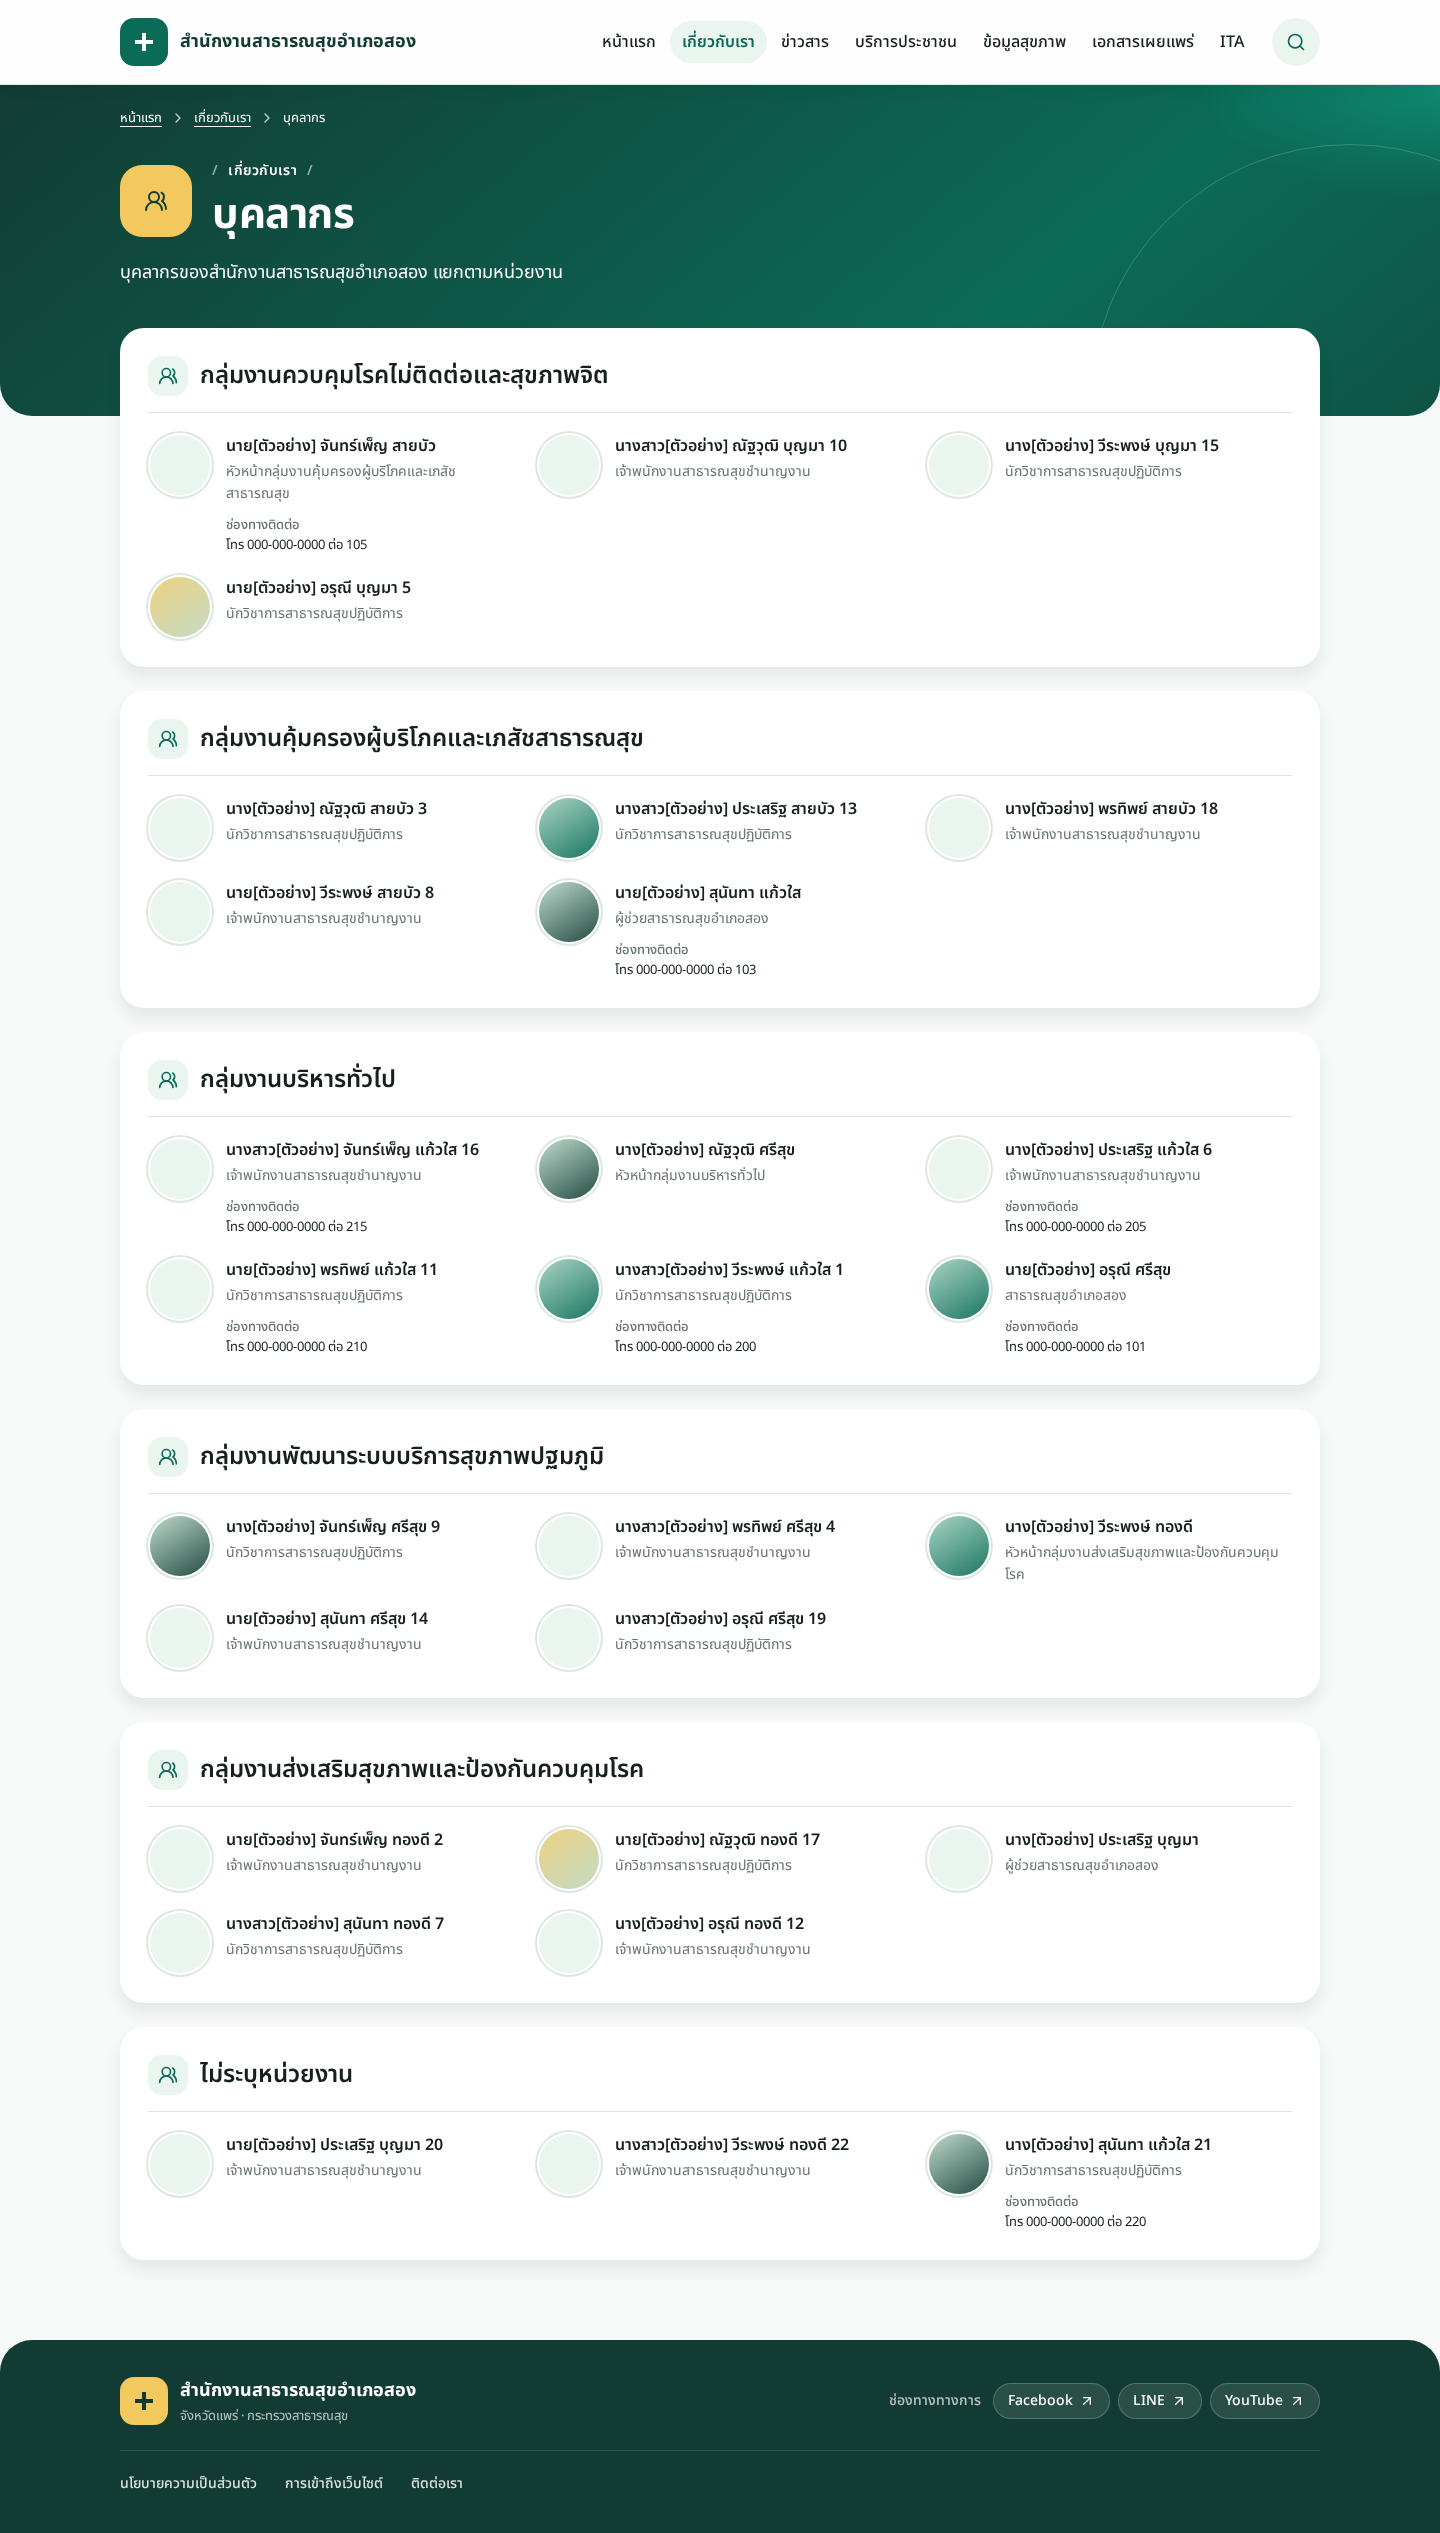 สำนักงานสาธารณสุขอำเภอสอง
หน้าแรก
เกี่ยวกับเรา
ข่าวสาร
บริการประชาชน
ข้อมูลสุขภาพ
เอกสารเผยแพร่
ITA
หน้าแรก > เกี่ยวกับเรา > บุคลากร
/ เกี่ยวกับเรา /
บุคลากร
บุคลากรของสำนักงานสาธารณสุขอำเภอสอง แยกตามหน่วยงาน
กลุ่มงานควบคุมโรคไม่ติดต่อและสุขภาพจิต
นาย[ตัวอย่าง] จันทร์เพ็ญ สายบัว
หัวหน้ากลุ่มงานคุ้มครองผู้บริโภคและเภสัช
สาธารณสุข
ช่องทางติดต่อ
โทร 000-000-0000 ต่อ 105
นางสาว[ตัวอย่าง] ณัฐวุฒิ บุญมา 10
เจ้าพนักงานสาธารณสุขชำนาญงาน
นาง[ตัวอย่าง] วีระพงษ์ บุญมา 15
นักวิชาการสาธารณสุขปฏิบัติการ
นาย[ตัวอย่าง] อรุณี บุญมา 5
นักวิชาการสาธารณสุขปฏิบัติการ
กลุ่มงานคุ้มครองผู้บริโภคและเภสัชสาธารณสุข
นาง[ตัวอย่าง] ณัฐวุฒิ สายบัว 3
นักวิชาการสาธารณสุขปฏิบัติการ
นางสาว[ตัวอย่าง] ประเสริฐ สายบัว 13
นักวิชาการสาธารณสุขปฏิบัติการ
นาง[ตัวอย่าง] พรทิพย์ สายบัว 18
เจ้าพนักงานสาธารณสุขชำนาญงาน
นาย[ตัวอย่าง] วีระพงษ์ สายบัว 8
เจ้าพนักงานสาธารณสุขชำนาญงาน
นาย[ตัวอย่าง] สุนันทา แก้วใส
ผู้ช่วยสาธารณสุขอำเภอสอง
ช่องทางติดต่อ
โทร 000-000-0000 ต่อ 103
กลุ่มงานบริหารทั่วไป
นางสาว[ตัวอย่าง] จันทร์เพ็ญ แก้วใส 16
เจ้าพนักงานสาธารณสุขชำนาญงาน
ช่องทางติดต่อ
โทร 000-000-0000 ต่อ 215
นาง[ตัวอย่าง] ณัฐวุฒิ ศรีสุข
หัวหน้ากลุ่มงานบริหารทั่วไป
นาง[ตัวอย่าง] ประเสริฐ แก้วใส 6
เจ้าพนักงานสาธารณสุขชำนาญงาน
ช่องทางติดต่อ
โทร 000-000-0000 ต่อ 205
นาย[ตัวอย่าง] พรทิพย์ แก้วใส 11
นักวิชาการสาธารณสุขปฏิบัติการ
ช่องทางติดต่อ
โทร 000-000-0000 ต่อ 210
นางสาว[ตัวอย่าง] วีระพงษ์ แก้วใส 1
นักวิชาการสาธารณสุขปฏิบัติการ
ช่องทางติดต่อ
โทร 000-000-0000 ต่อ 200
นาย[ตัวอย่าง] อรุณี ศรีสุข
สาธารณสุขอำเภอสอง
ช่องทางติดต่อ
โทร 000-000-0000 ต่อ 101
กลุ่มงานพัฒนาระบบบริการสุขภาพปฐมภูมิ
นาง[ตัวอย่าง] จันทร์เพ็ญ ศรีสุข 9
นักวิชาการสาธารณสุขปฏิบัติการ
นางสาว[ตัวอย่าง] พรทิพย์ ศรีสุข 4
เจ้าพนักงานสาธารณสุขชำนาญงาน
นาง[ตัวอย่าง] วีระพงษ์ ทองดี
หัวหน้ากลุ่มงานส่งเสริมสุขภาพและป้องกันควบคุม
โรค
นาย[ตัวอย่าง] สุนันทา ศรีสุข 14
เจ้าพนักงานสาธารณสุขชำนาญงาน
นางสาว[ตัวอย่าง] อรุณี ศรีสุข 19
นักวิชาการสาธารณสุขปฏิบัติการ
กลุ่มงานส่งเสริมสุขภาพและป้องกันควบคุมโรค
นาย[ตัวอย่าง] จันทร์เพ็ญ ทองดี 2
เจ้าพนักงานสาธารณสุขชำนาญงาน
นาย[ตัวอย่าง] ณัฐวุฒิ ทองดี 17
นักวิชาการสาธารณสุขปฏิบัติการ
นาง[ตัวอย่าง] ประเสริฐ บุญมา
ผู้ช่วยสาธารณสุขอำเภอสอง
นางสาว[ตัวอย่าง] สุนันทา ทองดี 7
นักวิชาการสาธารณสุขปฏิบัติการ
นาง[ตัวอย่าง] อรุณี ทองดี 12
เจ้าพนักงานสาธารณสุขชำนาญงาน
ไม่ระบุหน่วยงาน
นาย[ตัวอย่าง] ประเสริฐ บุญมา 20
เจ้าพนักงานสาธารณสุขชำนาญงาน
นางสาว[ตัวอย่าง] วีระพงษ์ ทองดี 22
เจ้าพนักงานสาธารณสุขชำนาญงาน
นาง[ตัวอย่าง] สุนันทา แก้วใส 21
นักวิชาการสาธารณสุขปฏิบัติการ
ช่องทางติดต่อ
โทร 000-000-0000 ต่อ 220
สำนักงานสาธารณสุขอำเภอสอง
จังหวัดแพร่ · กระทรวงสาธารณสุข
ช่องทางทางการ
Facebook
LINE
YouTube
นโยบายความเป็นส่วนตัว
การเข้าถึงเว็บไซต์
ติดต่อเรา